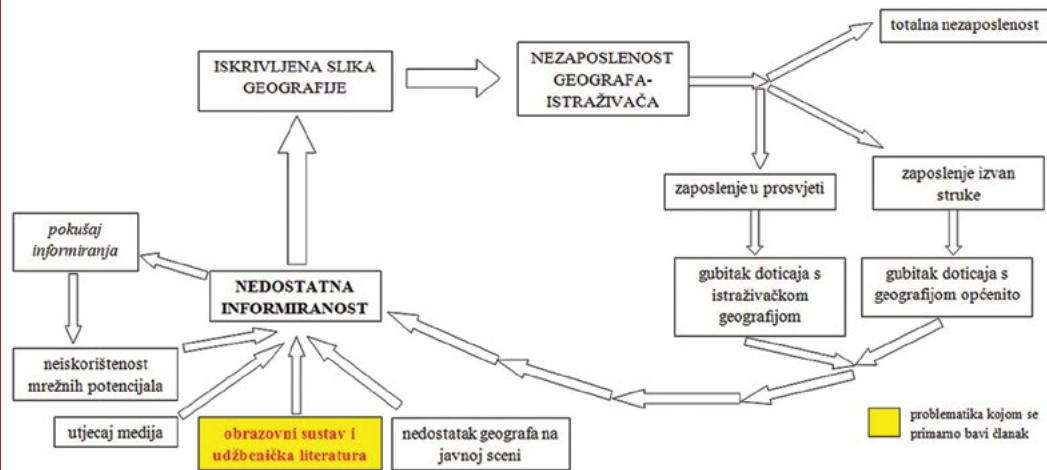 totalna nezaposlenost
ISKRIVLJENA SLIKA
GEOGRAFIJE
NEZAPOSLENOST
GEOGRAFA-
ISTRAŽIVAČA
zaposlenje u prosvjeti
zaposlenje izvan
struke
pokušaj
informiranja
NEDOSTATNA
INFORMIRANOST
gubitak doticaja s
istraživačkom
geografijom
gubitak doticaja s
geografijom općenito
neiskorištenost
mrežnih potencijala
utjecaj medija
obrazovni sustav i
udžbenička literatura
nedostatak geografa na
javnoj sceni
problematika kojom se
primarno bavi članak